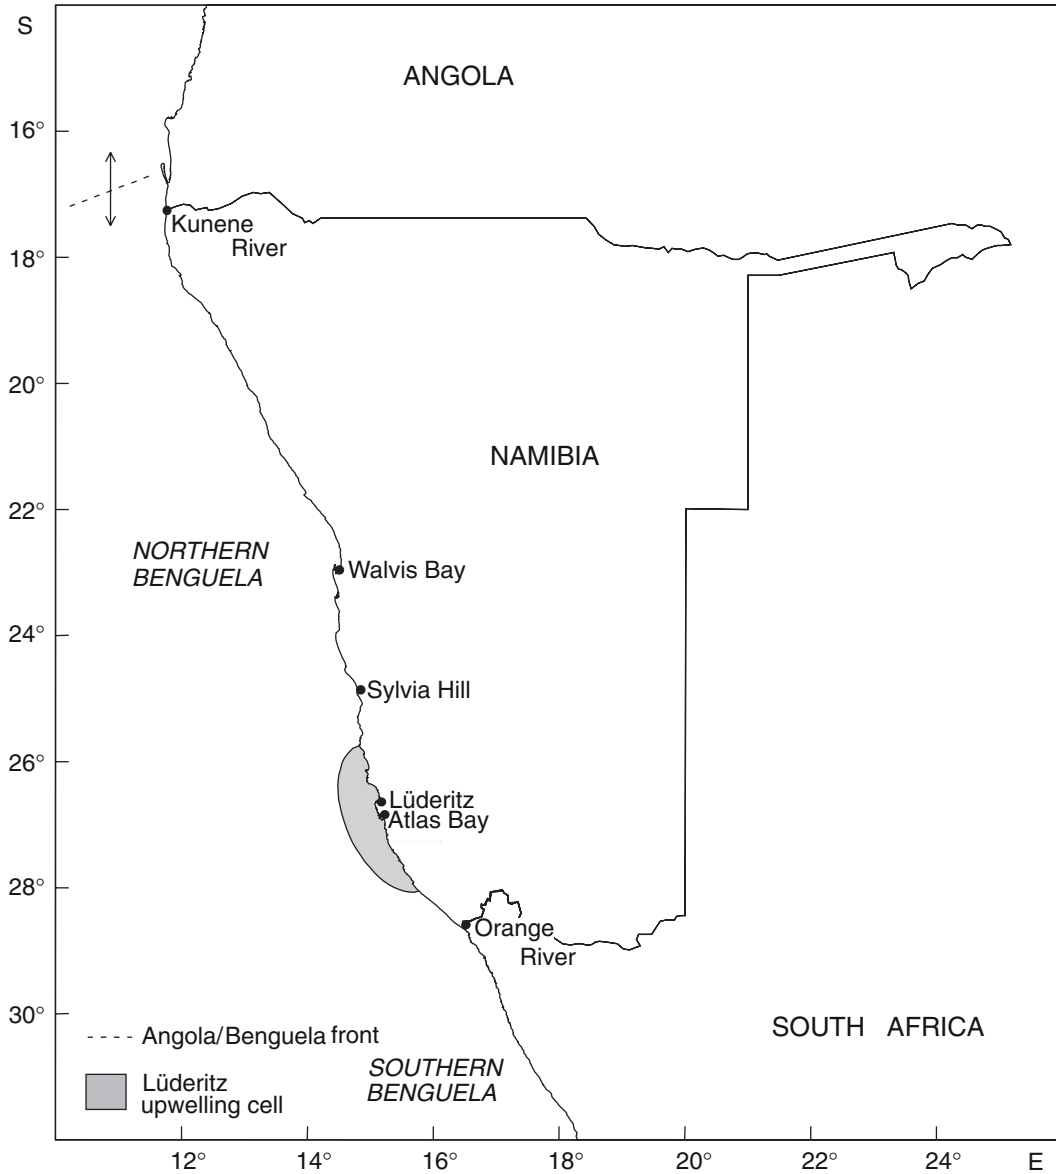 S
ANGOLA
16°
Kunene
River
18°
20°
NAMIBIA
22°
NORTHERN
BENGUELA
Walvis Bay
24°
Sylvia Hill
26°
Lüderitz
Atlas Bay
28°
Orange
River
30°
SOUTH AFRICA
Angola/Benguela front
SOUTHERN
BENGUELA
Lüderitz
upwelling cell
12° 14° 16° 18° 20° 22° 24° E